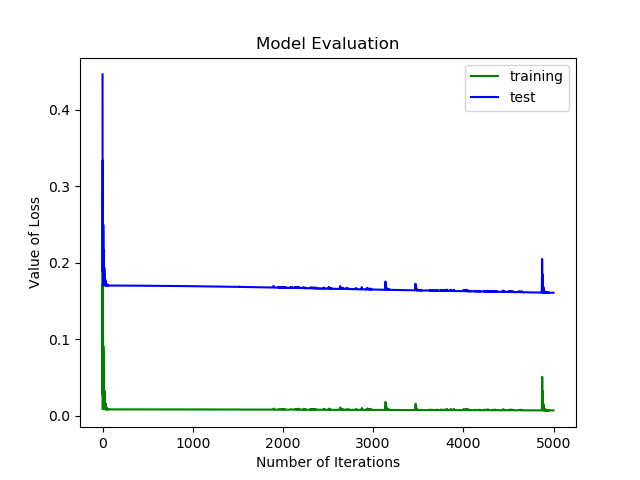 Model Evaluation
training
test
Value of Loss
0.4
0.3
0.2
0.1
0.0
0 1000 2000 3000 4000 5000
Number of Iterations